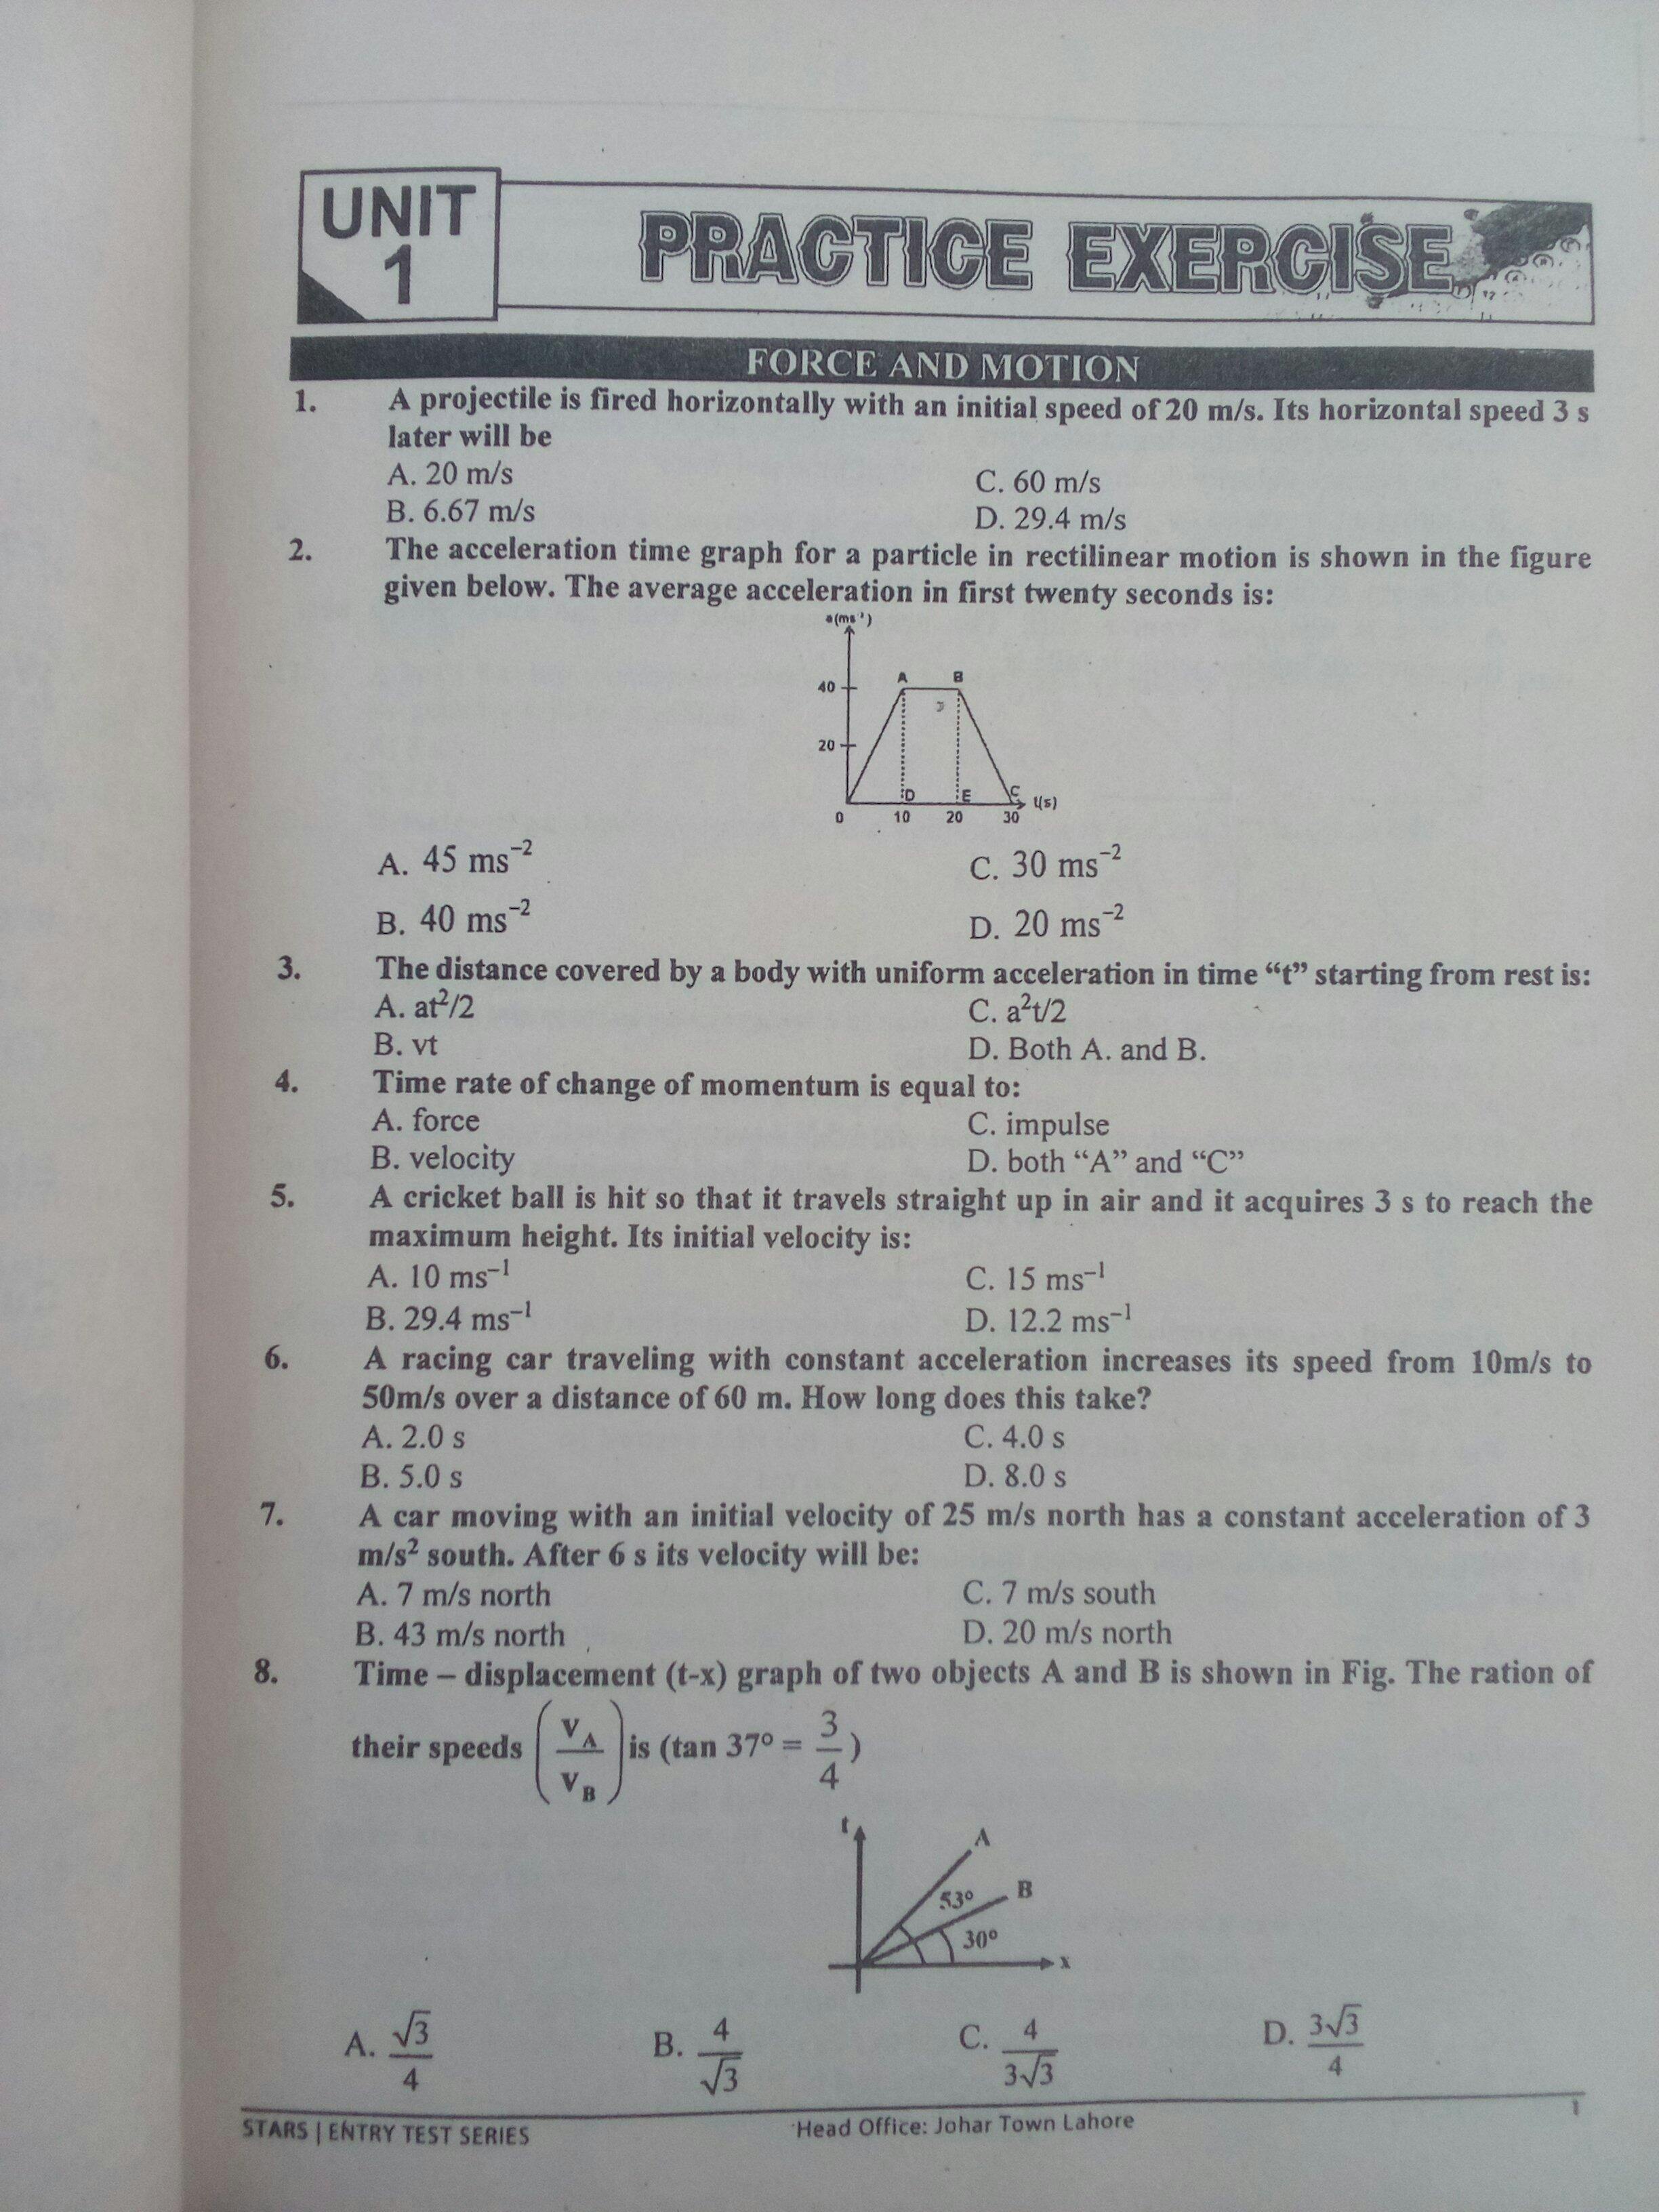 UNIT
1
PRACTICE EXERCISE
FORCE AND MOTION
1. A projectile is fired horizontally with an initial speed of 20 m/s. Its horizontal speed 3 s
later will be
A. 20 m/s C. 60 m/s
B. 6.67 m/s D. 29.4 m/s
2. The acceleration time graph for a particle in rectilinear motion is shown in the figure
given below. The average acceleration in first twenty seconds is:
A B
40
20
D E C t(s)
0 10 20 30
A. 45 ms⁻² C. 30 ms⁻²
B. 40 ms⁻² D. 20 ms⁻²
3. The distance covered by a body with uniform acceleration in time “t” starting from rest is:
A. at²/2 C. a²t/2
B. vt D. Both A. and B.
4. Time rate of change of momentum is equal to:
A. force C. impulse
B. velocity D. both “A” and “C”
5. A cricket ball is hit so that it travels straight up in air and it acquires 3 s to reach the
maximum height. Its initial velocity is:
A. 10 ms⁻¹ C. 15 ms⁻¹
B. 29.4 ms⁻¹ D. 12.2 ms⁻¹
6. A racing car traveling with constant acceleration increases its speed from 10m/s to
50m/s over a distance of 60 m. How long does this take?
A. 2.0 s C. 4.0 s
B. 5.0 s D. 8.0 s
7. A car moving with an initial velocity of 25 m/s north has a constant acceleration of 3
m/s² south. After 6 s its velocity will be:
A. 7 m/s north C. 7 m/s south
B. 43 m/s north D. 20 m/s north
8. Time – displacement (t-x) graph of two objects A and B is shown in Fig. The ration of
their speeds (v_A/v_B) is (tan 37º = 3/4)
t A
53º B
30º
x
A. √3/4 B. 4/√3 C. 4/3√3 D. 3√3/4
STARS | ENTRY TEST SERIES Head Office: Johar Town Lahore 1